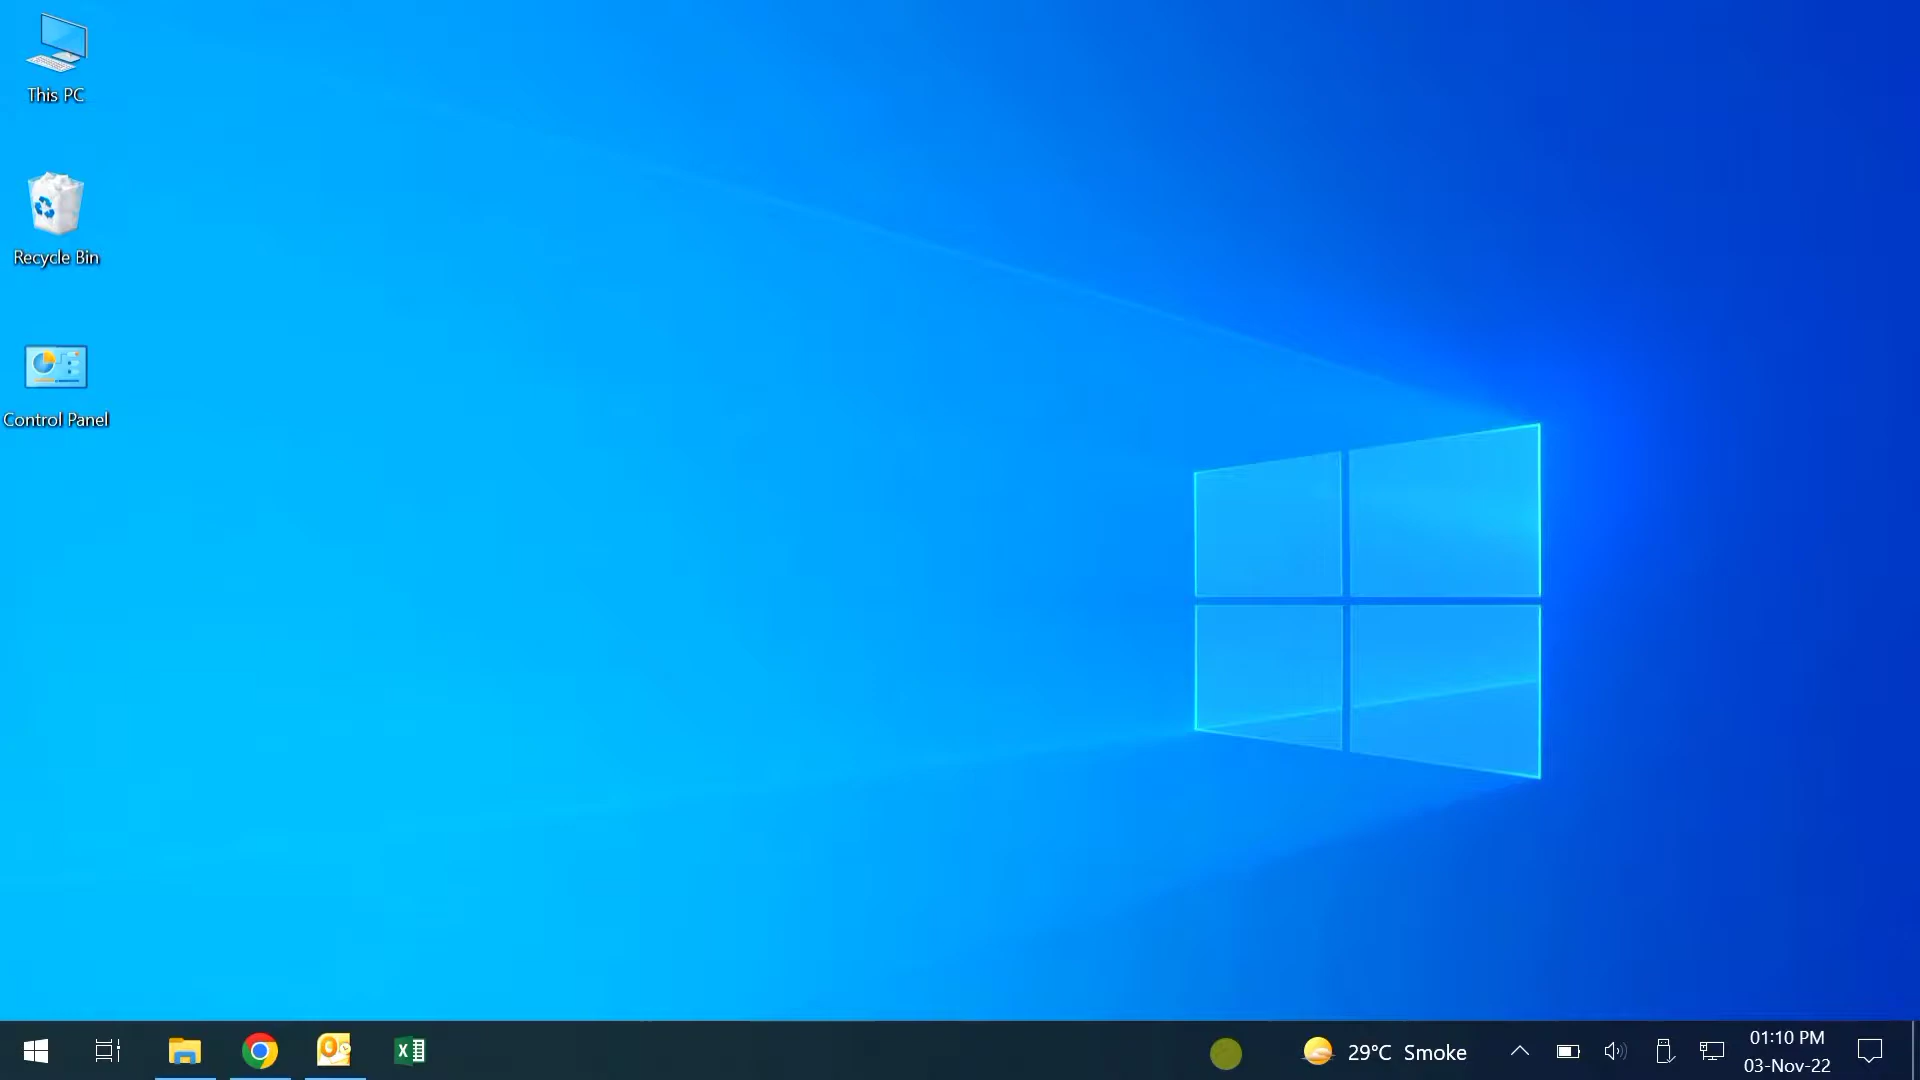 This PC
Recycle Bin
Control Panel
29°C Smoke
01:10 PM
03-Nov-22